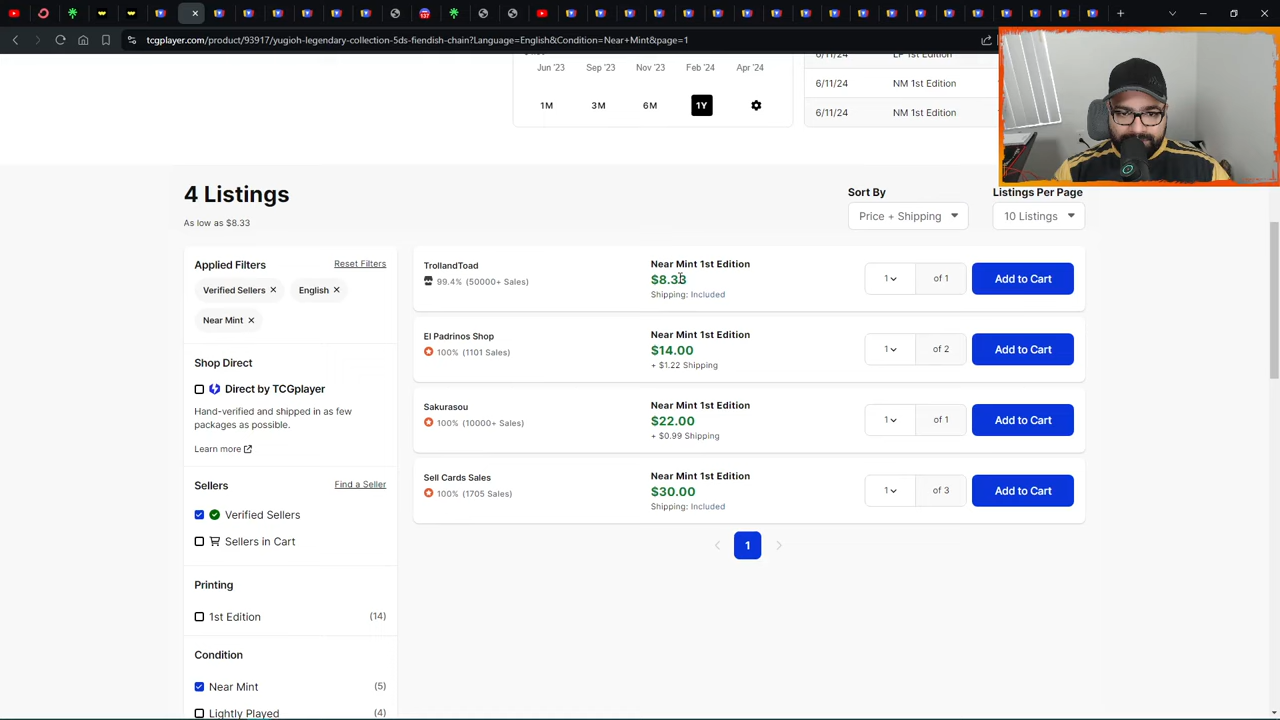 137
tcgplayer.com/product/93917/yugioh-legendary-collection-5ds-fiendish-chain?Language=English&Condition=Near+Mint&page=1
Jun '23
Sep '23
Nov '23
Feb '24
Apr '24
1M
3M
6M
1Y
6/11/24
NM 1st Edition
6/11/24
NM 1st Edition
4 Listings
As low as $8.33
Sort By
Price + Shipping
Listings Per Page
10 Listings
Applied Filters
Reset Filters
Verified Sellers
English
Near Mint
Shop Direct
Direct by TCGplayer
Hand-verified and shipped in as few
packages as possible.
Learn more
Sellers
Find a Seller
Verified Sellers
Sellers in Cart
Printing
1st Edition
(14)
Condition
Near Mint
(5)
Lightly Played
(4)
TrollandToad
99.4% (50000+ Sales)
Near Mint 1st Edition
$8.33
Shipping: Included
1
of 1
Add to Cart
El Padrinos Shop
100% (1101 Sales)
Near Mint 1st Edition
$14.00
+ $1.22 Shipping
1
of 2
Add to Cart
Sakurasou
100% (10000+ Sales)
Near Mint 1st Edition
$22.00
+ $0.99 Shipping
1
of 1
Add to Cart
Sell Cards Sales
100% (1705 Sales)
Near Mint 1st Edition
$30.00
Shipping: Included
1
of 3
Add to Cart
1